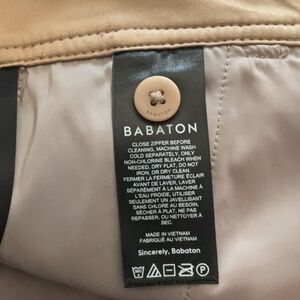 BABATON
BABATON
CLOSE ZIPPER BEFORE
CLEANING, MACHINE WASH
COLD SEPARATELY, ONLY
NON-CHLORINE BLEACH WHEN
NEEDED, DRY FLAT, DO NOT
IRON, OR DRY CLEAN.
FERMER LA FERMETURE ÉCLAIR
AVANT DE LAVER, LAVER
SÉPARÉMENT À LA MACHINE À
L'EAU FROIDE, UTILISER
SEULEMENT UN JAVELLISANT
SANS CHLORE AU BESOIN,
SÉCHER À PLAT, NE PAS
REPASSER, OU NETTOYER À
SEC.
MADE IN VIETNAM
FABRIQUÉ AU VIETNAM
Sincerely, Babaton